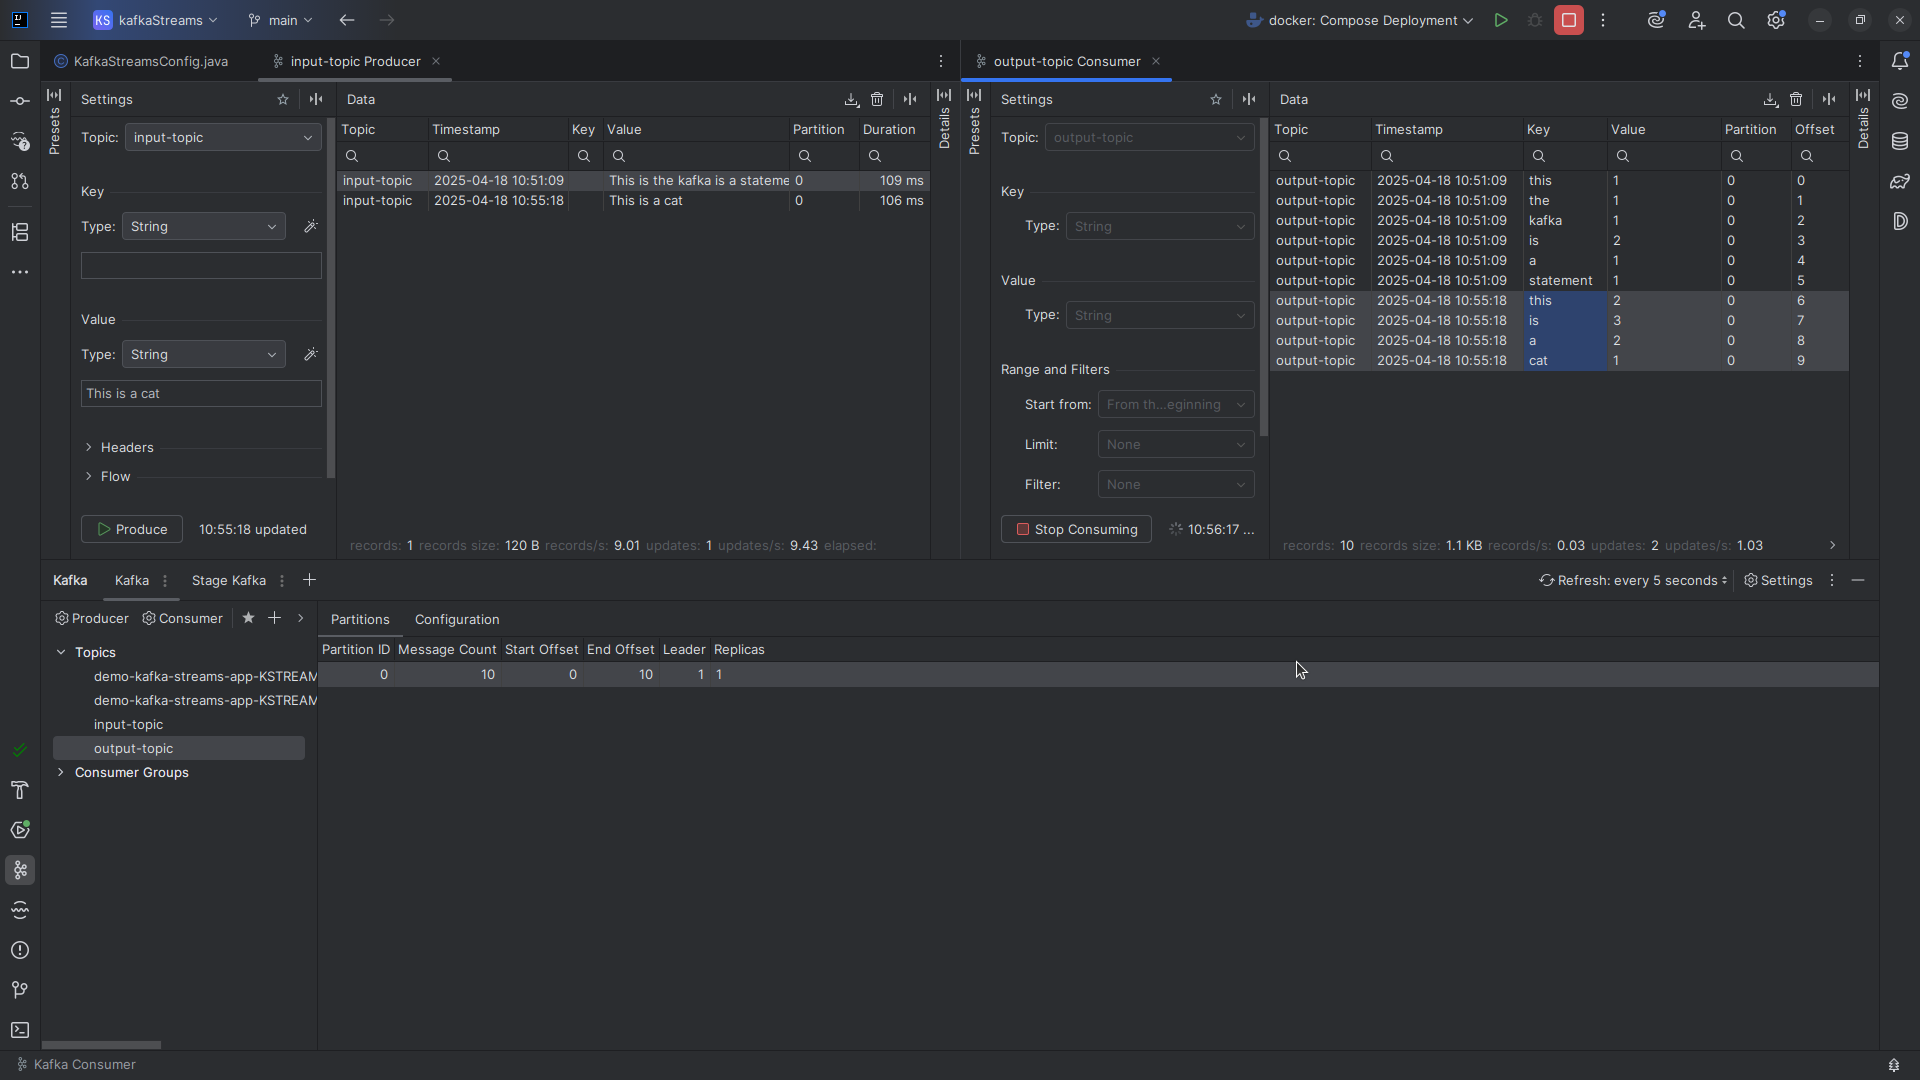 KS kafkaStreams main docker: Compose Deployment
KafkaStreamsConfig.java input-topic Producer
output-topic Consumer
Presets
Settings
Topic: input-topic
Key
Type: String
Value
Type: String
This is a cat
Headers
Flow
Produce 10:55:18 updated
Data
Topic Timestamp Key Value Partition Duration
input-topic 2025-04-18 10:51:09 This is the kafka is a stateme 0 109 ms
input-topic 2025-04-18 10:55:18 This is a cat 0 106 ms
records: 1 records size: 120 B records/s: 9.01 updates: 1 updates/s: 9.43 elapsed:
Details
Presets
Settings
Topic: output-topic
Key
Type: String
Value
Type: String
Range and Filters
Start from: From th...eginning
Limit: None
Filter: None
Stop Consuming 10:56:17 ...
Data
Topic Timestamp Key Value Partition Offset
output-topic 2025-04-18 10:51:09 this 1 0 0
output-topic 2025-04-18 10:51:09 the 1 0 1
output-topic 2025-04-18 10:51:09 kafka 1 0 2
output-topic 2025-04-18 10:51:09 is 2 0 3
output-topic 2025-04-18 10:51:09 a 1 0 4
output-topic 2025-04-18 10:51:09 statement 1 0 5
output-topic 2025-04-18 10:55:18 this 2 0 6
output-topic 2025-04-18 10:55:18 is 3 0 7
output-topic 2025-04-18 10:55:18 a 2 0 8
output-topic 2025-04-18 10:55:18 cat 1 0 9
records: 10 records size: 1.1 KB records/s: 0.03 updates: 2 updates/s: 1.03
Details
Kafka Kafka Stage Kafka Refresh: every 5 seconds Settings
Producer Consumer
Topics
demo-kafka-streams-app-KSTREAM
demo-kafka-streams-app-KSTREAM
input-topic
output-topic
Consumer Groups
Partitions Configuration
Partition ID Message Count Start Offset End Offset Leader Replicas
0 10 0 10 1 1
Kafka Consumer